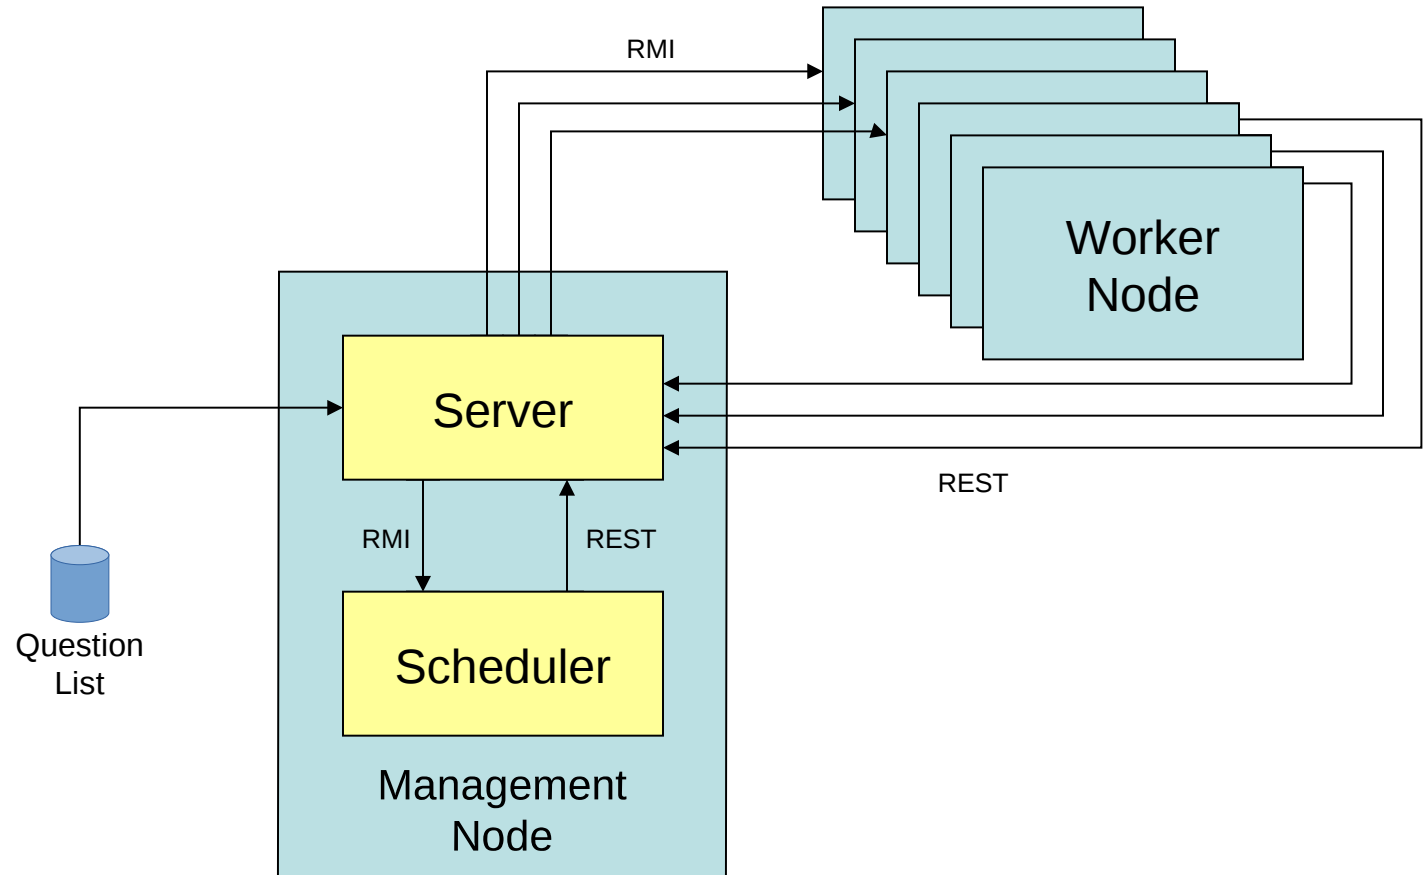 RMI
Worker
Node
Server
REST
RMI
REST
Question
List
Scheduler
Management
Node